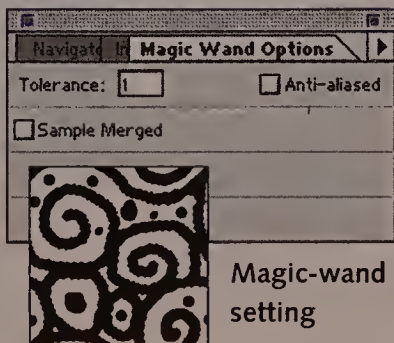 Navigato In Magic Wand Options
Tolerance: 1 Anti-aliased
Sample Merged
Magic-wand
setting